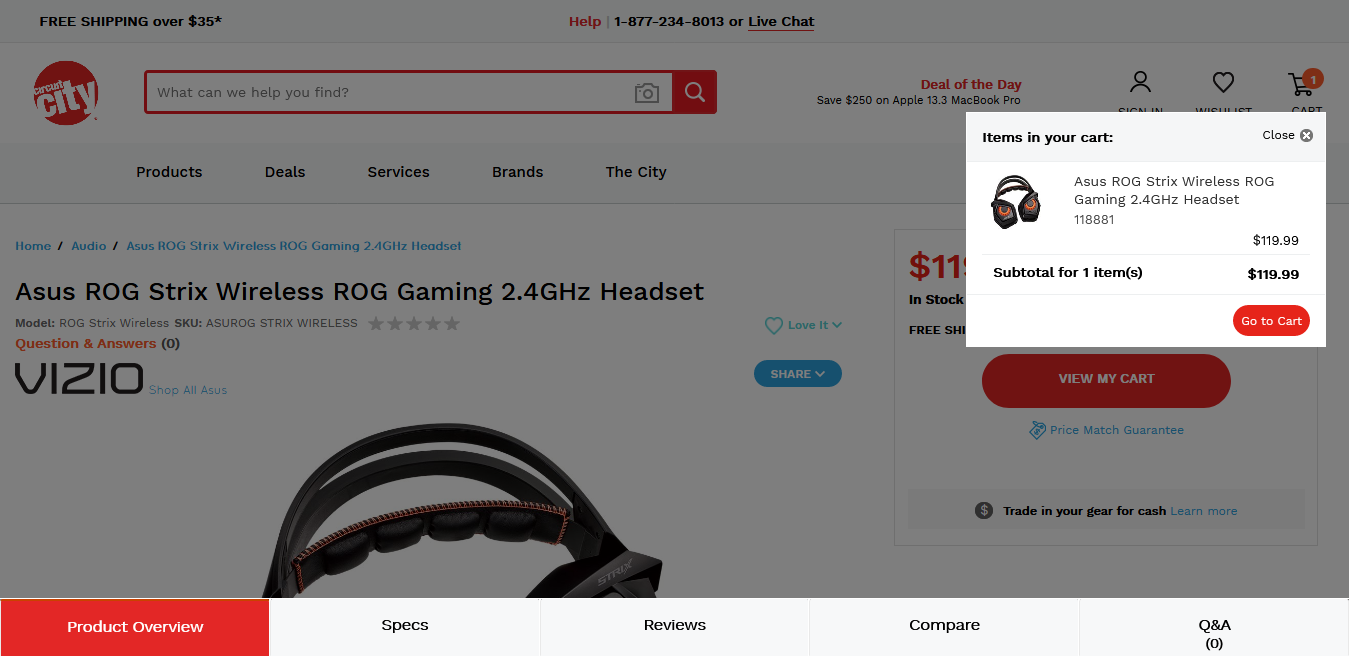 FREE SHIPPING over $35*
Help | 1-877-234-8013 or Live Chat
circuit city
What can we help you find?
Deal of the Day
Save $250 on Apple 13.3 MacBook Pro
SIGN IN
WISHLIST
1
CART
Products
Deals
Services
Brands
The City
Items in your cart:
Close
Asus ROG Strix Wireless ROG
Gaming 2.4GHz Headset
118881
$119.99
Subtotal for 1 item(s)
$119.99
Go to Cart
Home / Audio / Asus ROG Strix Wireless ROG Gaming 2.4GHz Headset
Asus ROG Strix Wireless ROG Gaming 2.4GHz Headset
Model: ROG Strix Wireless SKU: ASUROG STRIX WIRELESS
Question & Answers (0)
VIZIO
Shop All Asus
Love It
SHARE
In Stock
VIEW MY CART
Price Match Guarantee
$ Trade in your gear for cash Learn more
STRIX
Product Overview
Specs
Reviews
Compare
Q&A
(0)